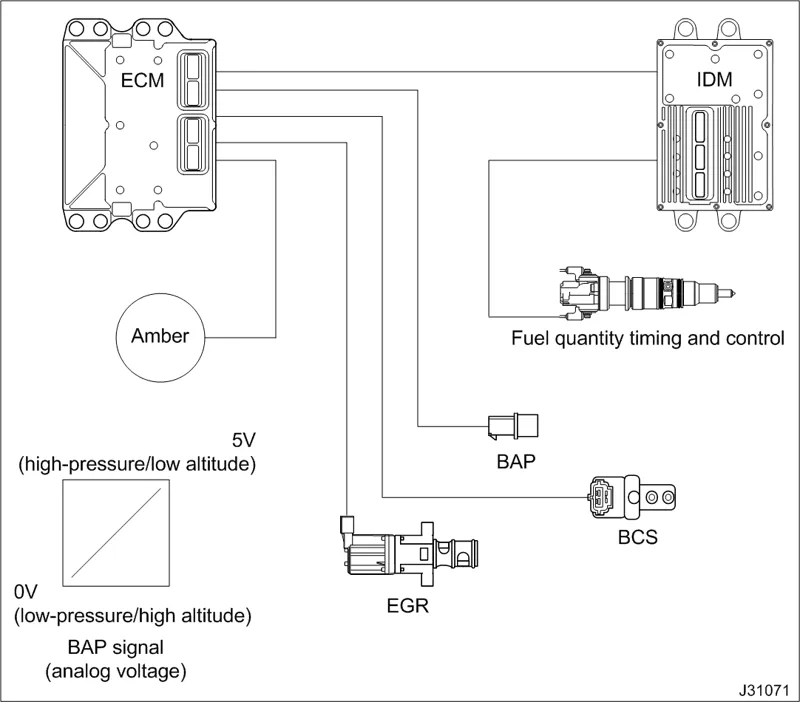 ECM
IDM
Amber
Fuel quantity timing and control
5V
(high-pressure/low altitude)
BAP
BCS
0V
(low-pressure/high altitude)
EGR
BAP signal
(analog voltage)
J31071